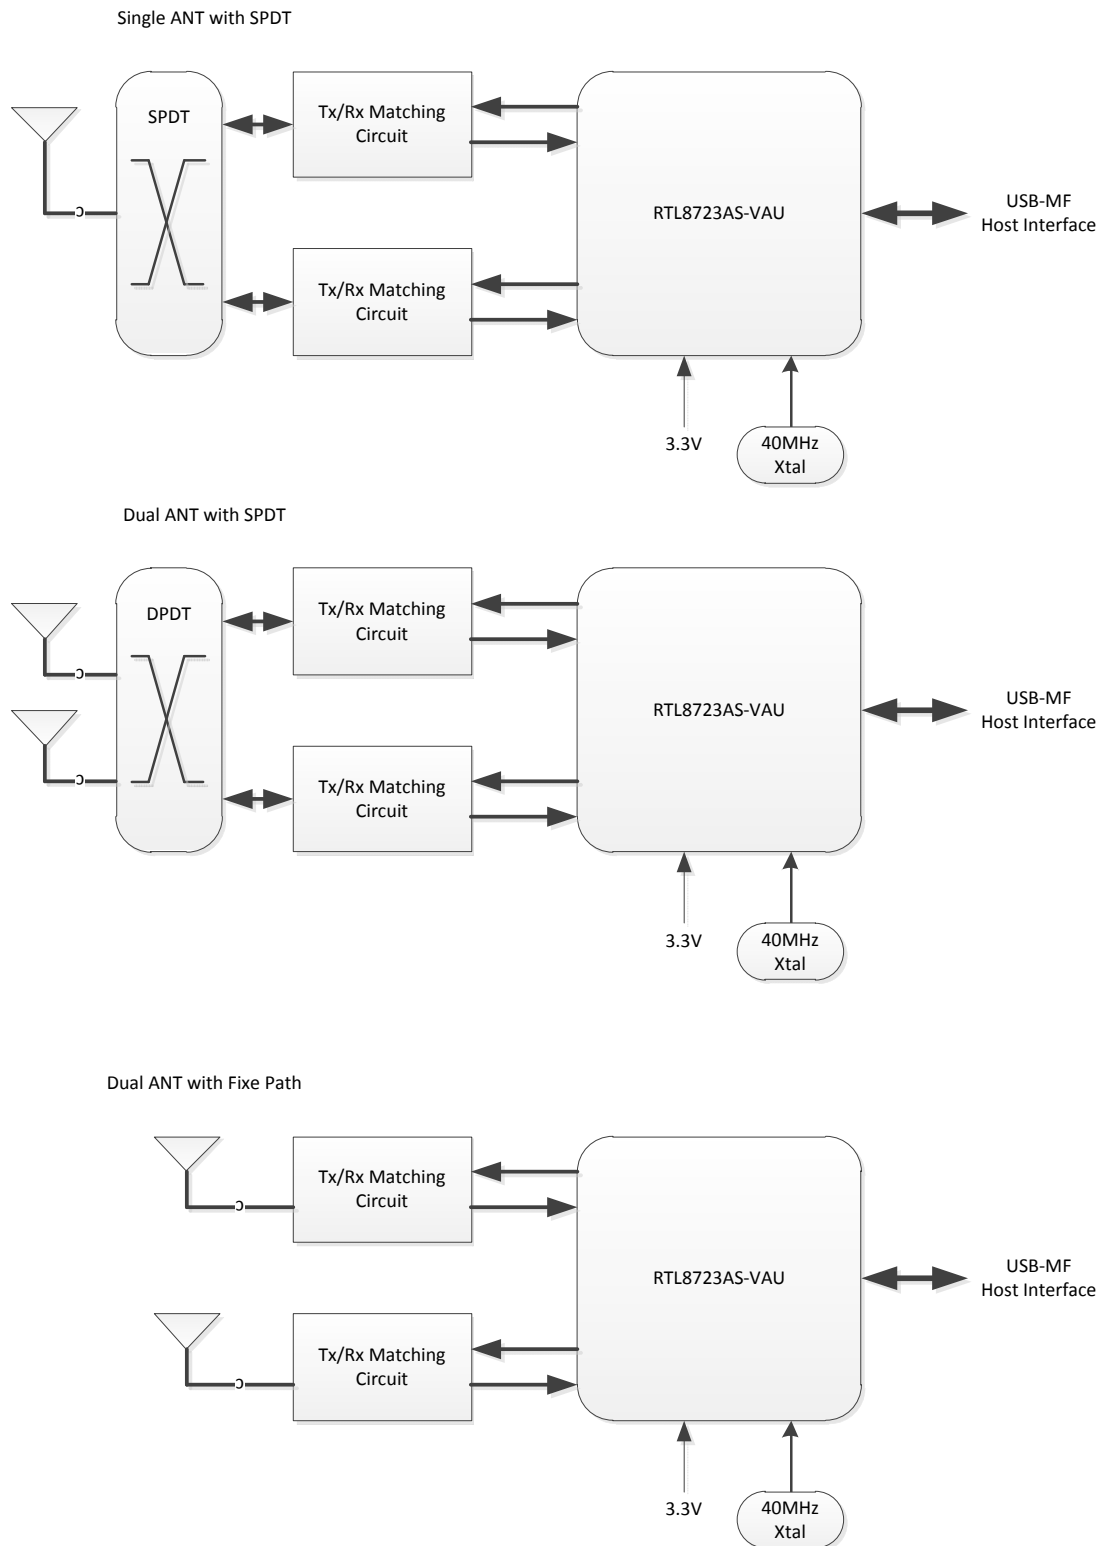 Single ANT with SPDT
SPDT
Tx/Rx Matching
Circuit
RTL8723AS-VAU
USB-MF
Host Interface
Tx/Rx Matching
Circuit
3.3V
40MHz
Xtal
Dual ANT with SPDT
DPDT
Tx/Rx Matching
Circuit
RTL8723AS-VAU
USB-MF
Host Interface
Tx/Rx Matching
Circuit
3.3V
40MHz
Xtal
Dual ANT with Fixe Path
Tx/Rx Matching
Circuit
RTL8723AS-VAU
USB-MF
Host Interface
Tx/Rx Matching
Circuit
3.3V
40MHz
Xtal